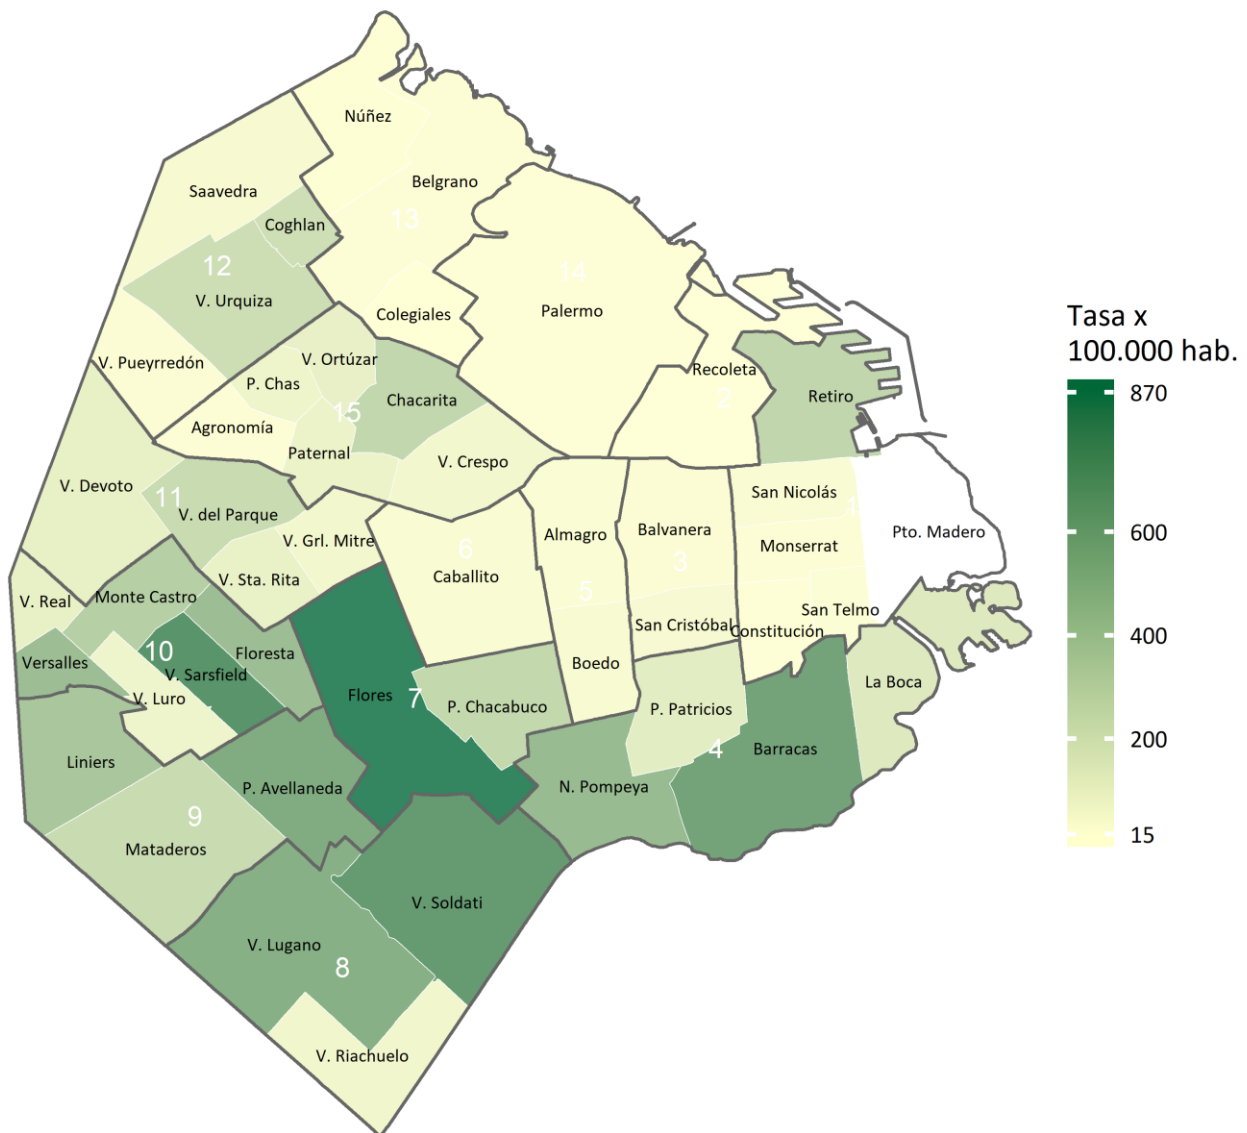 Núñez
Saavedra
Belgrano
Coghlan
13
12
14
V. Urquiza
Palermo
Colegiales
V. Pueyrredón
V. Ortúzar
Recoleta
P. Chas
2
Retiro
Chacarita
15
Agronomía
Paternal
V. Crespo
V. Devoto
11
San Nicolás
1
V. del Parque
Almagro
Balvanera
Pto. Madero
V. Grl. Mitre
6
Monserrat
3
Caballito
V. Sta. Rita
5
V. Real
Monte Castro
San Telmo
San Cristóbal
Constitución
10
Floresta
Versalles
Boedo
V. Sarsfield
La Boca
V. Luro
Flores
7
P. Chacabuco
P. Patricios
4
Barracas
Liniers
P. Avellaneda
N. Pompeya
9
Mataderos
V. Soldati
V. Lugano
8
V. Riachuelo
Tasa x
100.000 hab.
870
600
400
200
15